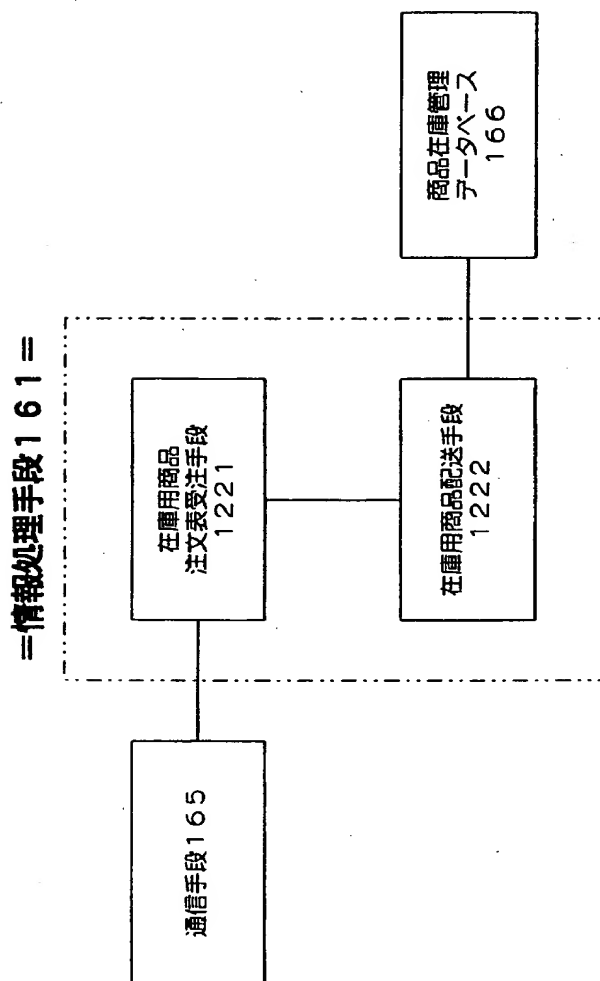 =情報処理手段161=
通信手段165
在庫用商品
注文表受注手段
1221
在庫用商品配送手段
1222
商品在庫管理
データベース
166